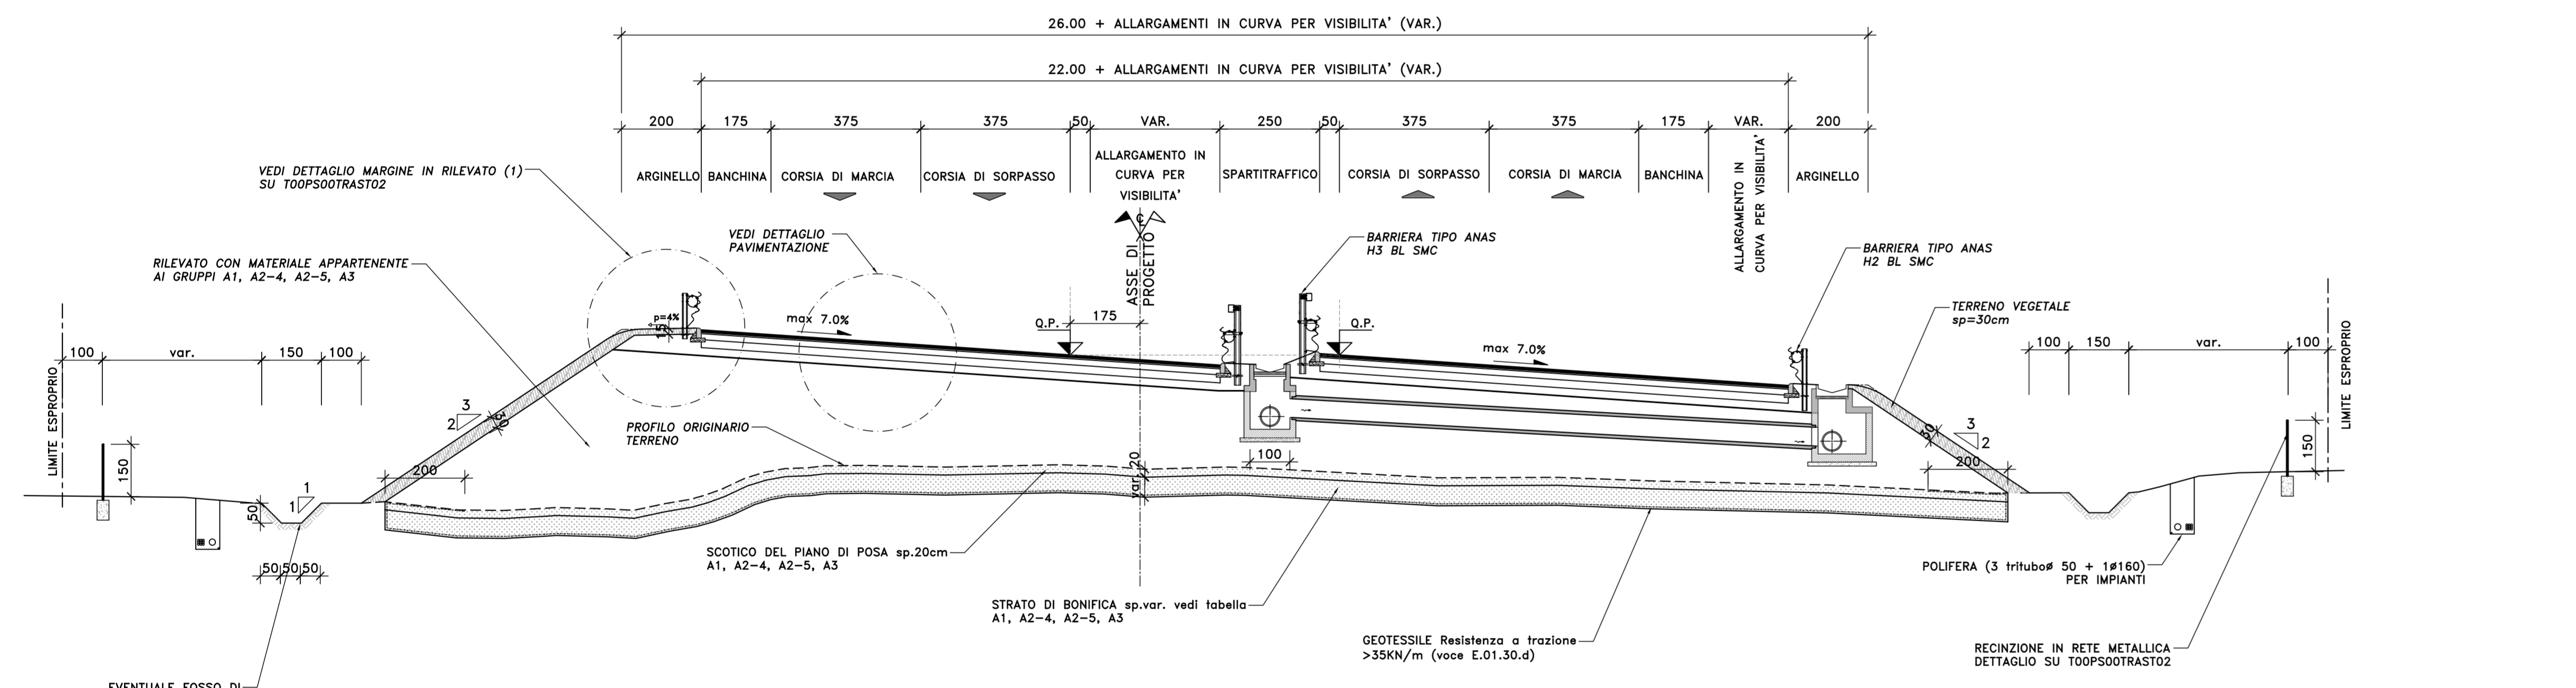 26.00 + ALLARGAMENTI IN CURVA PER VISIBILITA' (VAR.)
22.00 + ALLARGAMENTI IN CURVA PER VISIBILITA' (VAR.)
200 175 375 375 50 VAR. 250 50 375 375 175 VAR. 200
ARGINELLO
BANCHINA
CORSIA DI MARCIA
CORSIA DI SORPASSO
ALLARGAMENTO IN
CURVA PER
VISIBILITA'
SPARTITRAFFICO
CORSIA DI SORPASSO
CORSIA DI MARCIA
BANCHINA
ALLARGAMENTO IN
CURVA PER VISIBILITA'
ARGINELLO
VEDI DETTAGLIO MARGINE IN RILEVATO (1)
SU T00PS00TRAST02
VEDI DETTAGLIO
PAVIMENTAZIONE
ASSE DI
PROGETTO
BARRIERA TIPO ANAS
H3 BL SMC
BARRIERA TIPO ANAS
H2 BL SMC
RILEVATO CON MATERIALE APPARTENENTE
AI GRUPPI A1, A2-4, A2-5, A3
TERRENO VEGETALE
sp=30cm
p=4%
max 7.0%
Q.P.
175
Q.P.
max 7.0%
100 var. 150 100
100 150 var. 100
LIMITE ESPROPRIO
LIMITE ESPROPRIO
3
2
30
3
2
30
PROFILO ORIGINARIO
TERRENO
150
200
1
1
50
var. 20
100
200
150
50 50 50
SCOTICO DEL PIANO DI POSA sp.20cm
A1, A2-4, A2-5, A3
STRATO DI BONIFICA sp.var. vedi tabella
A1, A2-4, A2-5, A3
GEOTESSILE Resistenza a trazione
>35KN/m (voce E.01.30.d)
POLIFERA (3 trituboø 50 + 1ø160)
PER IMPIANTI
RECINZIONE IN RETE METALLICA
DETTAGLIO SU T00PS00TRAST02
EVENTUALE FOSSO DI